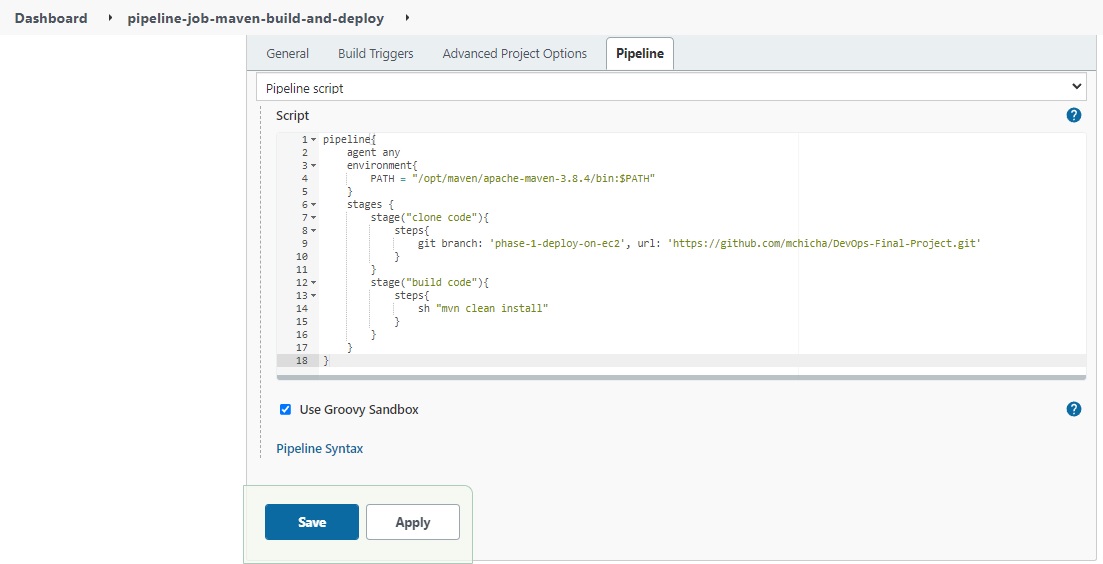 Dashboard pipeline-job-maven-build-and-deploy
General Build Triggers Advanced Project Options Pipeline
Pipeline script
Script ?
1 pipeline{
2 agent any
3 environment{
4 PATH = "/opt/maven/apache-maven-3.8.4/bin:$PATH"
5 }
6 stages {
7 stage("clone code"){
8 steps{
9 git branch: 'phase-1-deploy-on-ec2', url: 'https://github.com/mchicha/DevOps-Final-Project.git'
10 }
11 }
12 stage("build code"){
13 steps{
14 sh "mvn clean install"
15 }
16 }
17 }
18 }
Use Groovy Sandbox ?
Pipeline Syntax
Save Apply